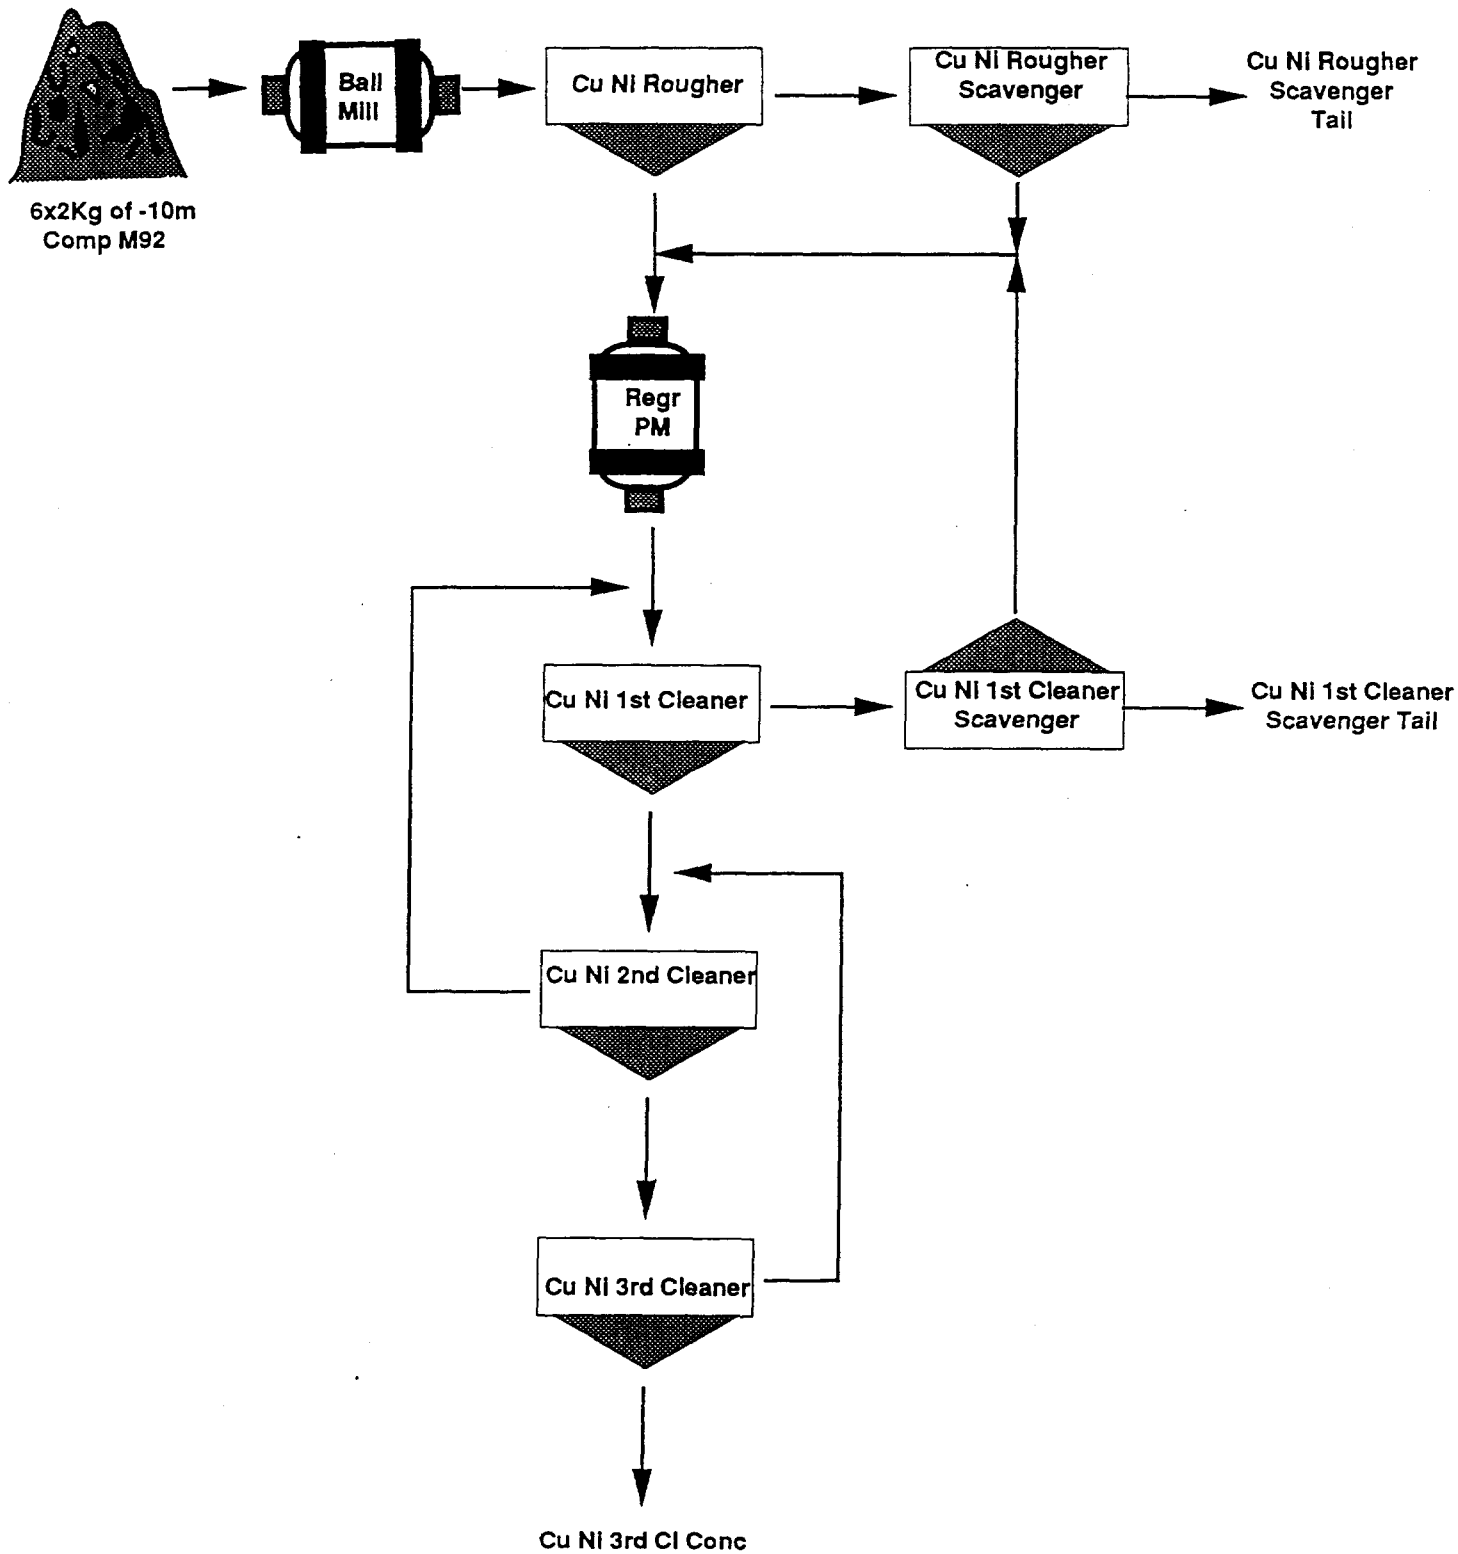 Ball
Mill
Cu Ni Rougher
Cu Ni Rougher
Scavenger
Cu Ni Rougher
Scavenger
Tail
6x2Kg of -10m
Comp M92
Regr
PM
Cu Ni 1st Cleaner
Cu Ni 1st Cleaner
Scavenger
Cu Ni 1st Cleaner
Scavenger Tail
Cu Ni 2nd Cleaner
Cu Ni 3rd Cleaner
Cu Ni 3rd Cl Conc